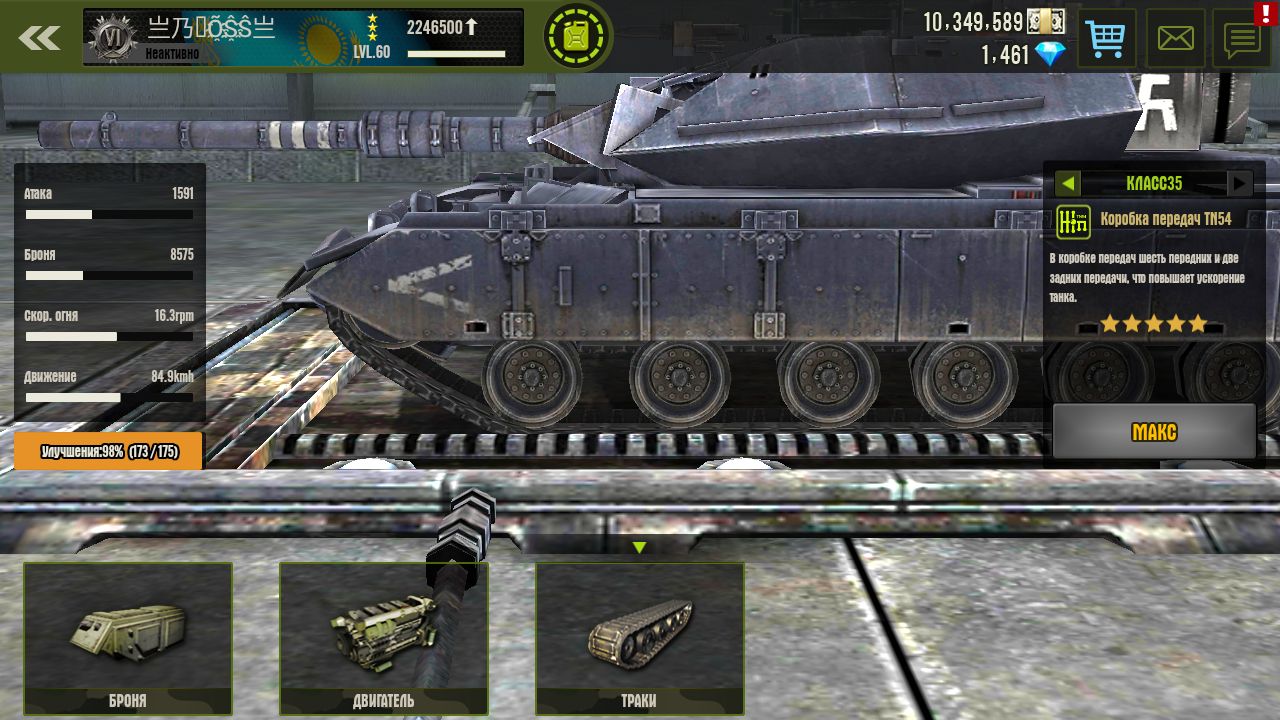 VI
Неактивно
LVL.60
2246500
10,349,589
1,461
!
Атака 1591
Броня 8575
Скор. огня 16.3rpm
Движение 84.9kmh
Улучшения:98% (173 / 175)
КЛАСС35
Коробка передач TN54
В коробке передач шесть передних и две
задних передачи, что повышает ускорение
танка.
МАКС
БРОНЯ
ДВИГАТЕЛЬ
ТРАКИ